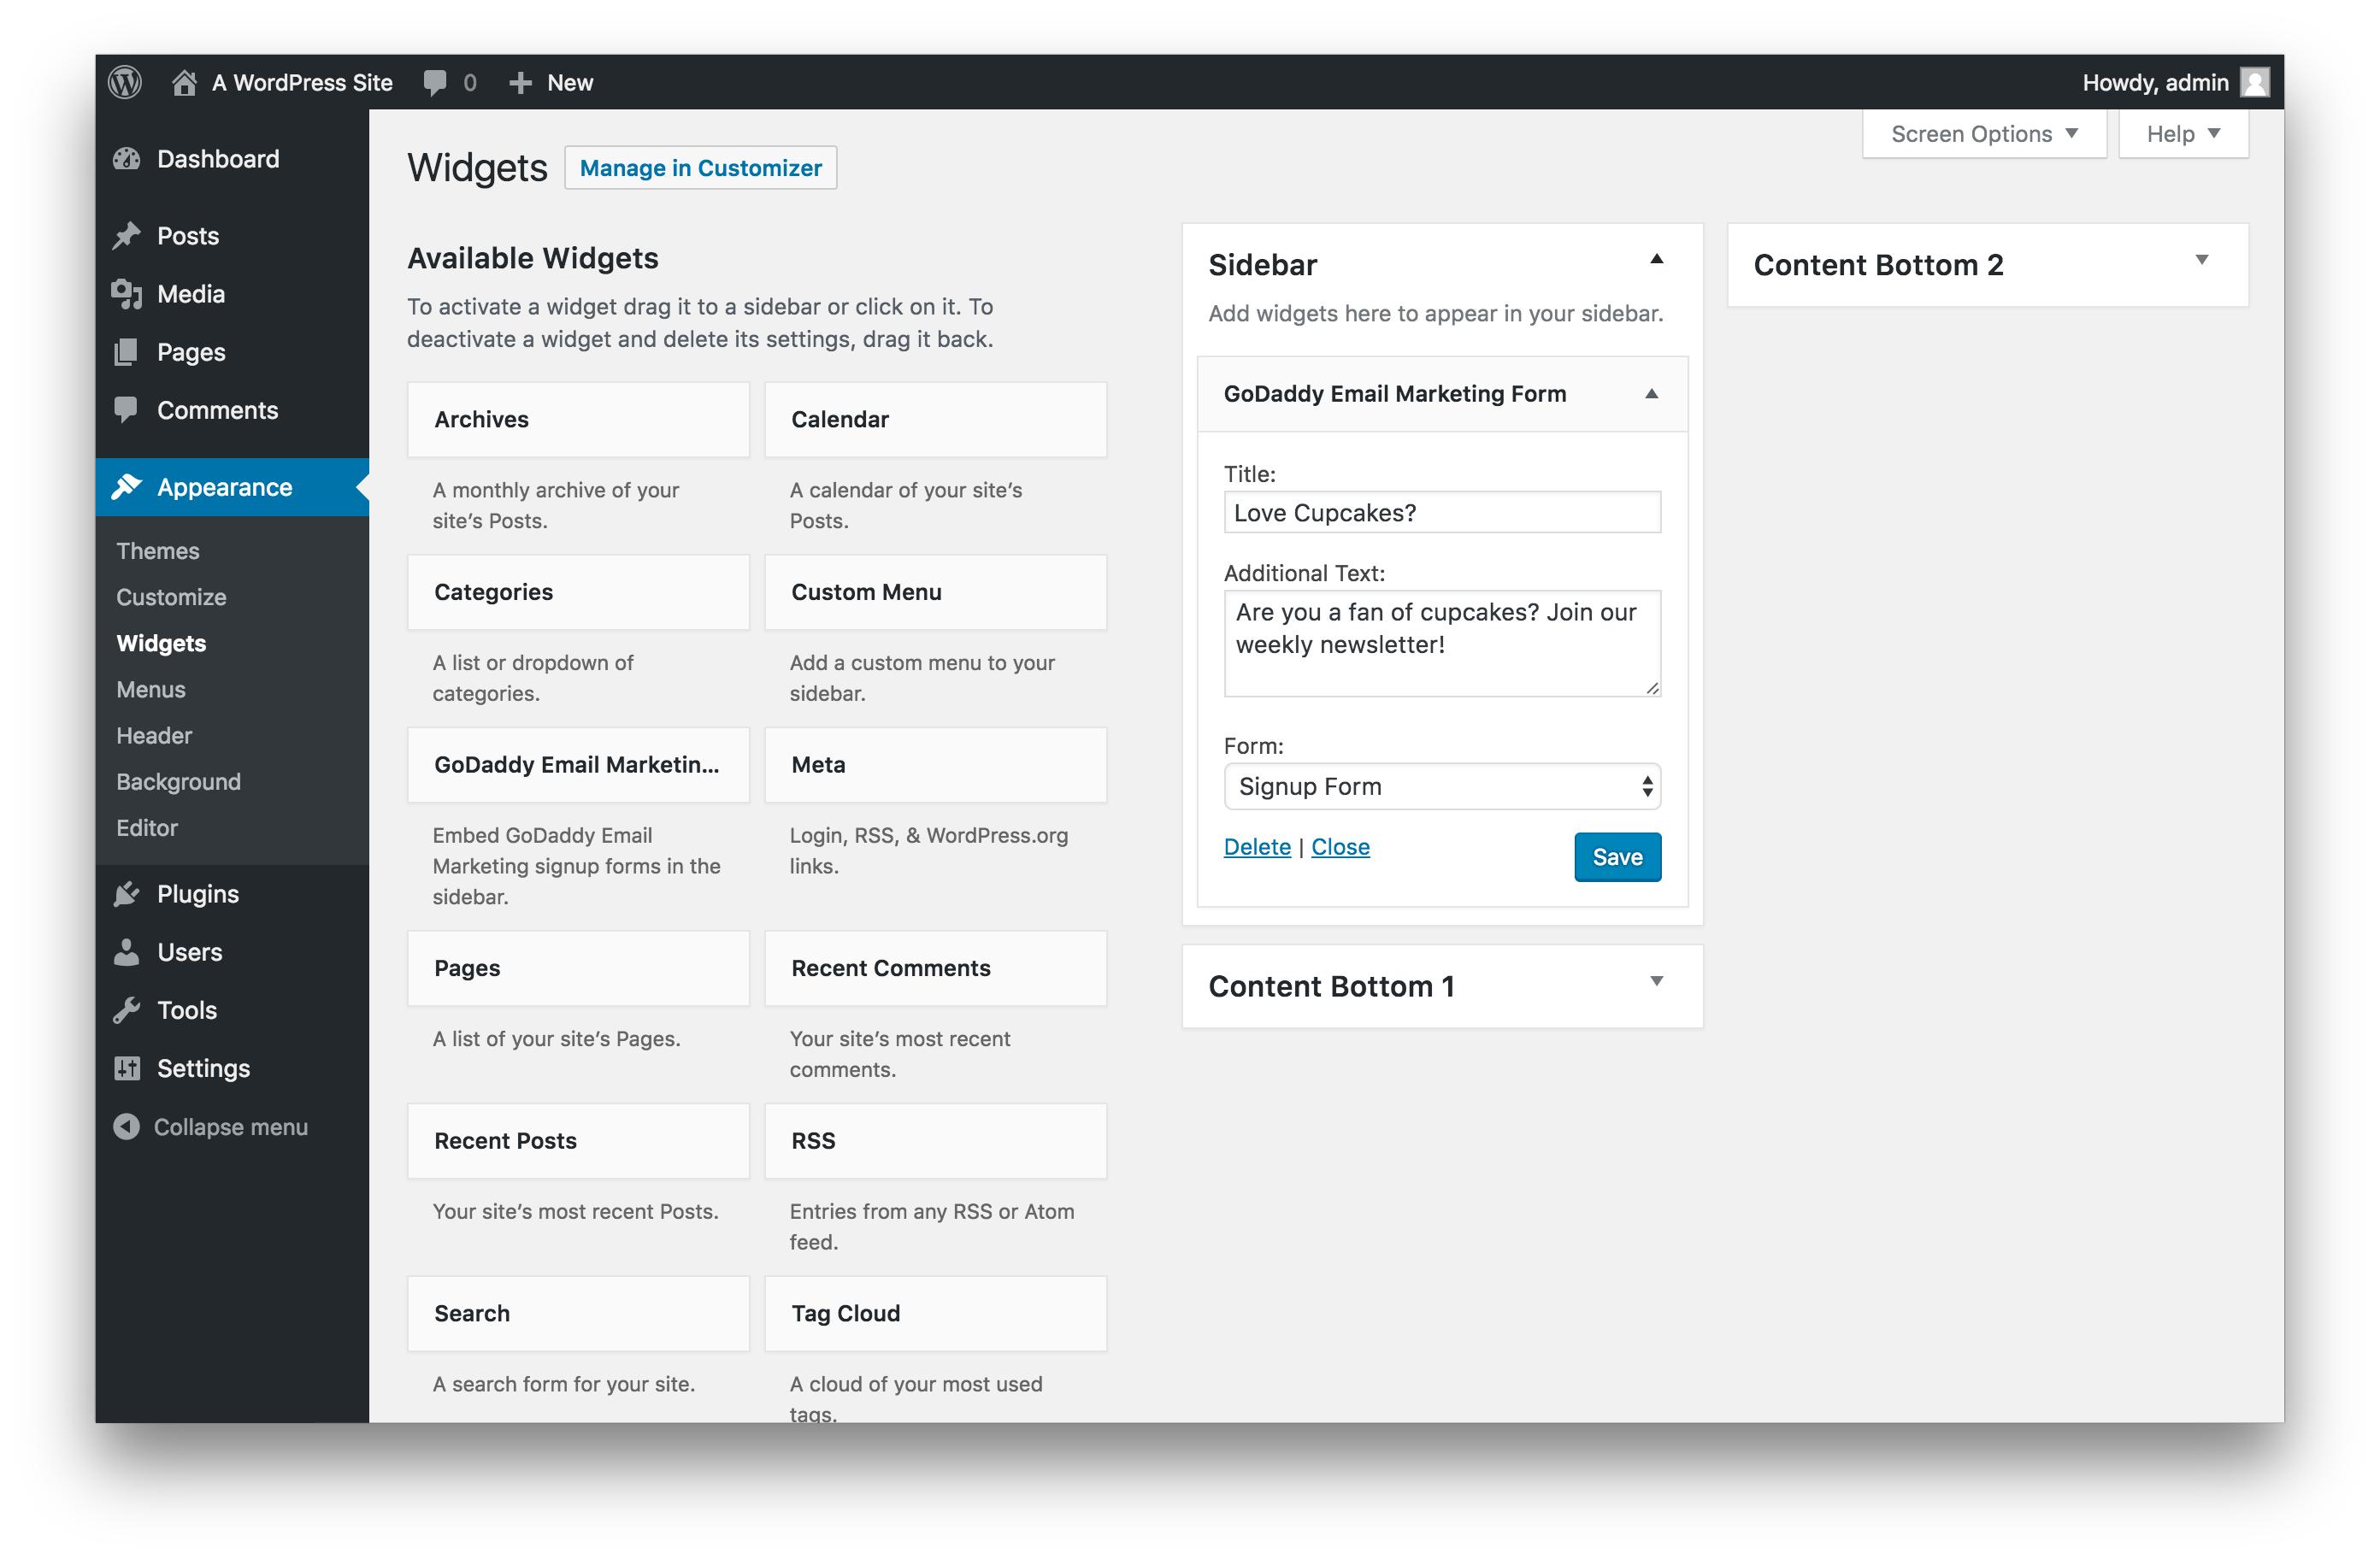 A WordPress Site 0 New
Howdy, admin
Dashboard
Posts
Media
Pages
Comments
Appearance
Themes
Customize
Widgets
Menus
Header
Background
Editor
Plugins
Users
Tools
Settings
Collapse menu
Screen Options
Help
Widgets
Manage in Customizer
Available Widgets
To activate a widget drag it to a sidebar or click on it. To
deactivate a widget and delete its settings, drag it back.
Archives
A monthly archive of your
site’s Posts.
Calendar
A calendar of your site’s
Posts.
Categories
A list or dropdown of
categories.
Custom Menu
Add a custom menu to your
sidebar.
GoDaddy Email Marketin...
Embed GoDaddy Email
Marketing signup forms in the
sidebar.
Meta
Login, RSS, & WordPress.org
links.
Pages
A list of your site’s Pages.
Recent Comments
Your site’s most recent
comments.
Recent Posts
Your site’s most recent Posts.
RSS
Entries from any RSS or Atom
feed.
Search
A search form for your site.
Tag Cloud
A cloud of your most used
tags.
Sidebar
Add widgets here to appear in your sidebar.
GoDaddy Email Marketing Form
Title:
Love Cupcakes?
Additional Text:
Are you a fan of cupcakes? Join our
weekly newsletter!
Form:
Signup Form
Delete | Close
Save
Content Bottom 1
Content Bottom 2